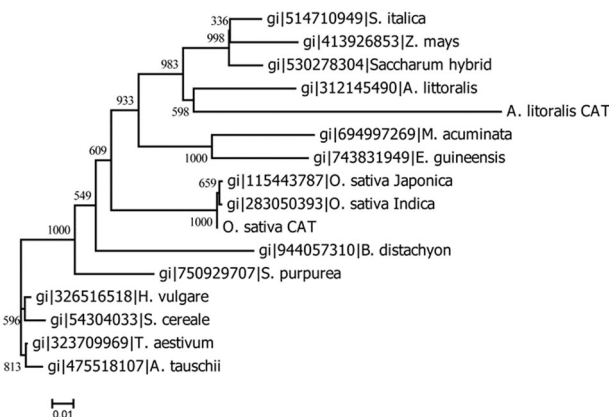 336
gi|514710949|S. italica
998
gi|413926853|Z. mays
983
gi|530278304|Saccharum hybrid
gi|312145490|A. littoralis
933
598
A. litoralis CAT
gi|694997269|M. acuminata
609
1000
gi|743831949|E. guineensis
659
gi|115443787|O. sativa Japonica
549
gi|283050393|O. sativa Indica
1000
O. sativa CAT
1000
gi|944057310|B. distachyon
gi|750929707|S. purpurea
gi|326516518|H. vulgare
596
gi|54304033|S. cereale
gi|323709969|T. aestivum
813
gi|475518107|A. tauschii
0.01